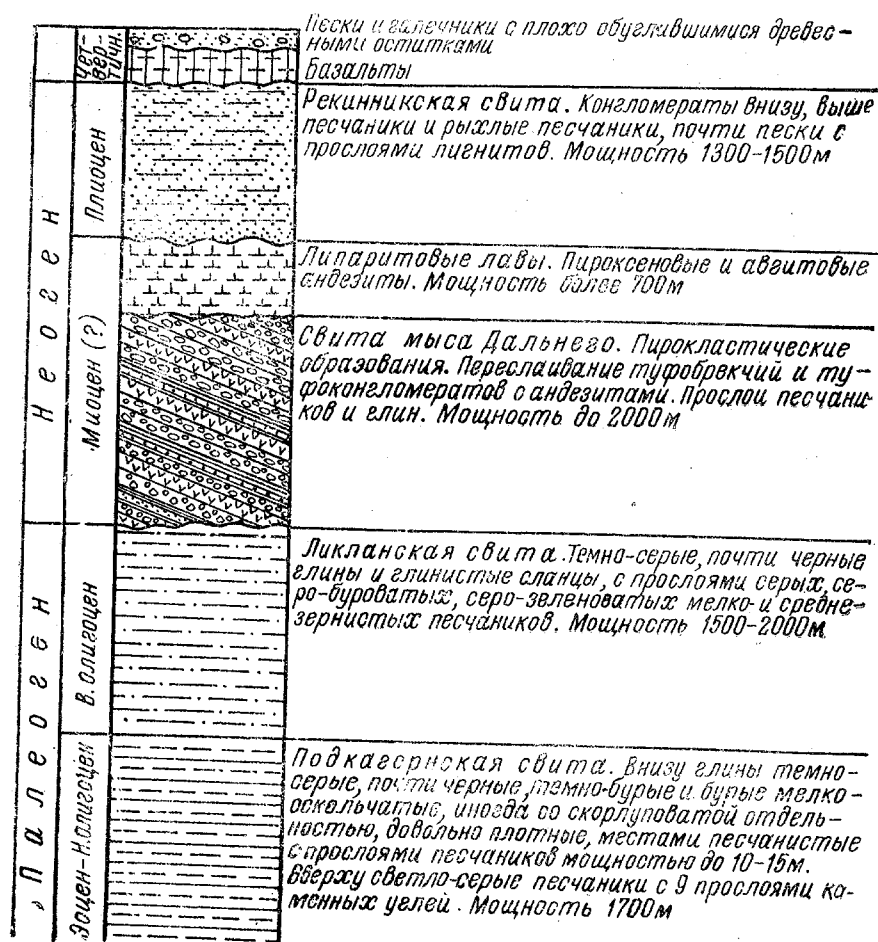 Пески и галечники с плохо обуглившимися древес-
ными остатками
Базальты
Рекинникская свита. Конгломераты внизу, выше
песчаники и рыхлые песчаники, почти пески с
прослоями лигнитов. Мощность 1300-1500м
Липаритовые лавы. Пироксеновые и авгитовые
андезиты. Мощность более 700м
Свита мыса Дальнего. Пирокластические
образования. Переслаивание туфобрекчий и ту-
фоконгломератов с андезитами. Прослои песчани-
ков и глин. Мощность до 2000м
Ликланская свита. Темно-серые, почти черные
глины и глинистые сланцы, с прослоями серых, се-
ро-буроватых, серо-зеленоватых мелко- и средне-
зернистых песчаников. Мощность 1500-2000м
Подкагернская свита. Внизу глины темно-
серые, почти черные, темно-бурые и бурые мелко-
оскольчатые, иногда со скорлуповатой отдель-
ностью, довольно плотные, местами песчанистые
с прослоями песчаников мощностью до 10-15м.
Вверху светло-серые песчаники с 9 прослоями ка-
менных углей. Мощность 1700м
Чет-
вер-
тичн.
Неоген
Плиоцен
Миоцен (?)
Палеоген
В. олигоцен
Эоцен-Н.олигоцен